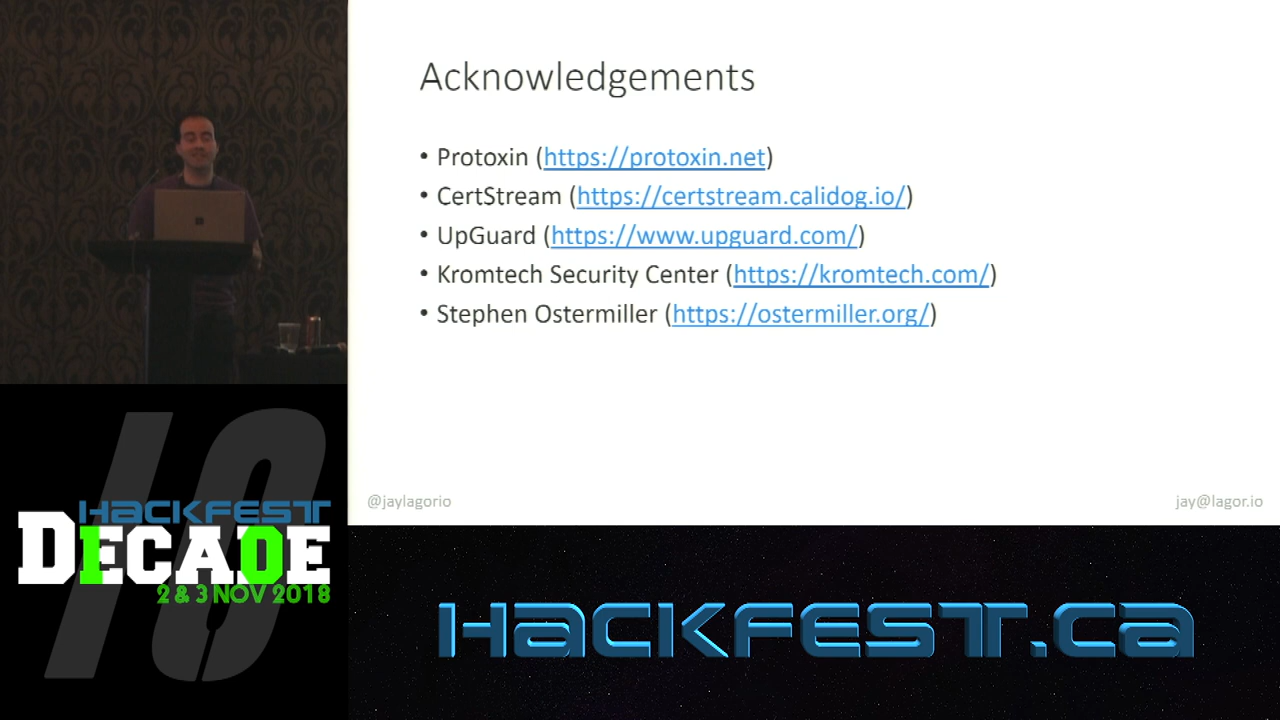 Acknowledgements
• Protoxin (https://protoxin.net)
• CertStream (https://certstream.calidog.io/)
• UpGuard (https://www.upguard.com/)
• Kromtech Security Center (https://kromtech.com/)
• Stephen Ostermiller (https://ostermiller.org/)
@jaylagorio
jay@lagor.io
10
HACKFEST
DECADE
2 & 3 NOV 2018
HACKFEST.ca